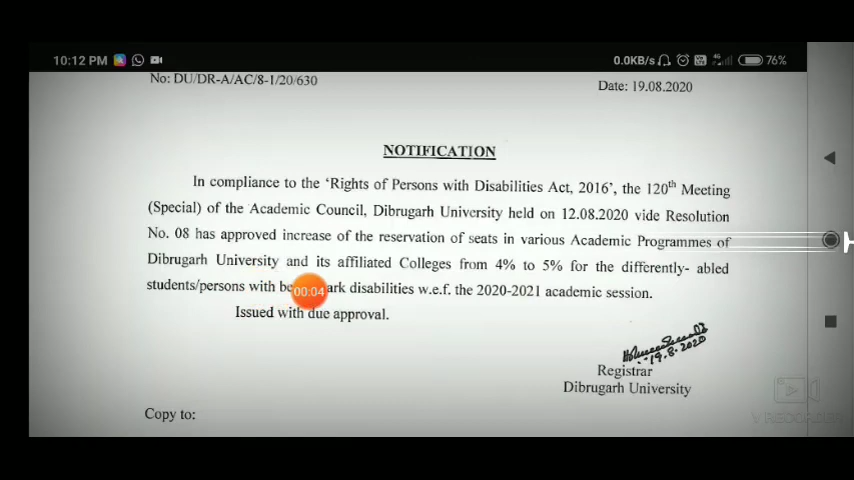 10:12 PM
0.0KB/s
76%
No: DU/DR-A/AC/8-1/20/630
Date: 19.08.2020
NOTIFICATION
In compliance to the 'Rights of Persons with Disabilities Act, 2016', the 120th Meeting
(Special) of the Academic Council, Dibrugarh University held on 12.08.2020 vide Resolution
No. 08 has approved increase of the reservation of seats in various Academic Programmes of
Dibrugarh University and its affiliated Colleges from 4% to 5% for the differently- abled
students/persons with be 00:04 ark disabilities w.e.f. the 2020-2021 academic session.
Issued with due approval.
19.8.2020
Registrar
Dibrugarh University
Copy to: